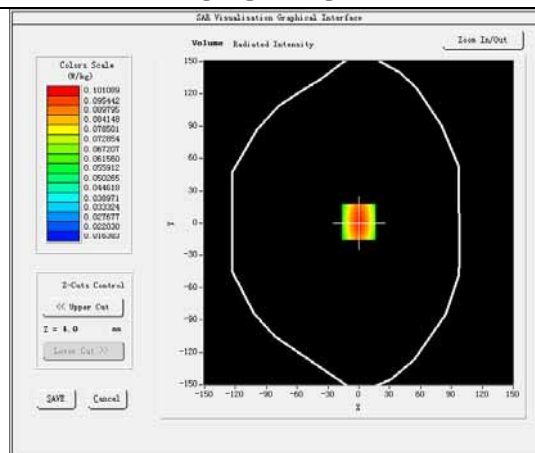 SAR Visualisation Graphical Interface
Volume Radiated Intensity
Zoom In/Out
Colors Scale
(W/kg)
0.101089
0.095442
0.089795
0.084148
0.078501
0.072854
0.067207
0.061560
0.055912
0.050265
0.044618
0.038971
0.033324
0.027677
0.022030
0.016383
Z-Cuts Control
<< Upper Cut
Z = 4.0 mm
Lower Cut >>
SAVE Cancel
150
120
90
60
30
0
-30
-60
-90
-120
-150
Y
-150 -120 -90 -60 -30 0 30 60 90 120 150
X